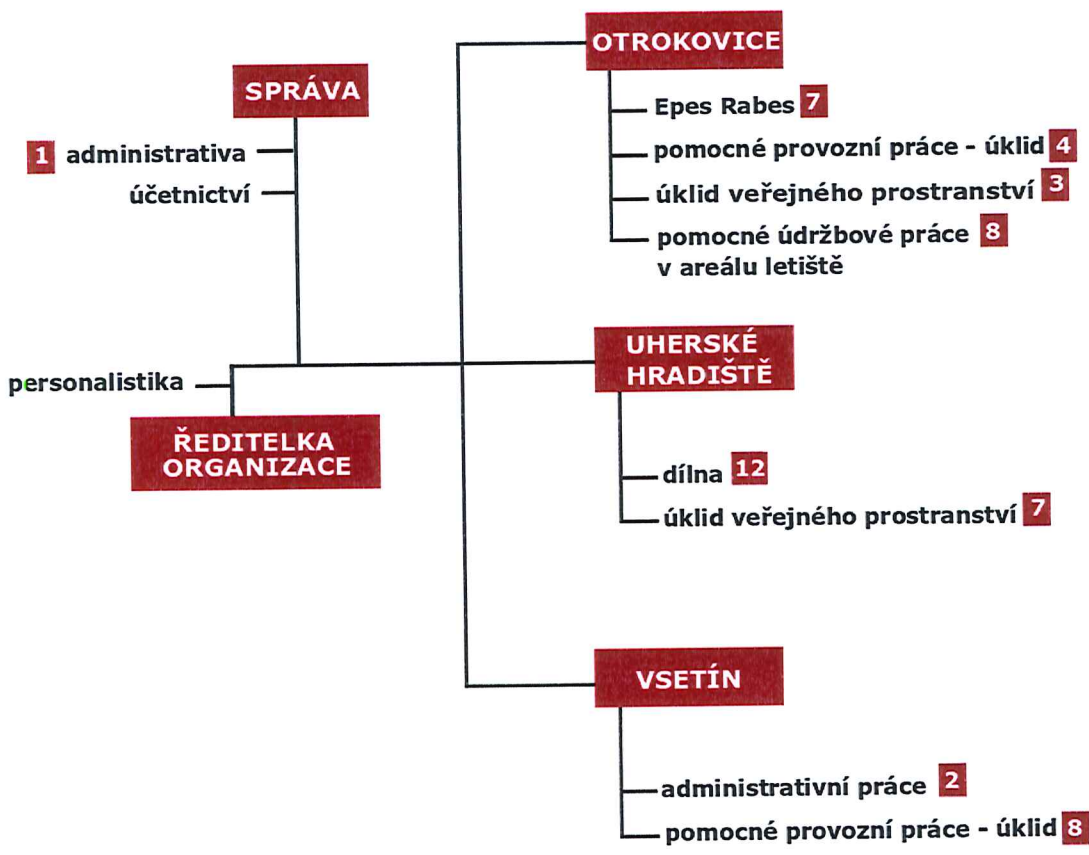 SPRÁVA
1 administrativa
účetnictví
personalistika
ŘEDITELKA
ORGANIZACE
OTROKOVICE
Epes Rabes 7
pomocné provozní práce - úklid 4
úklid veřejného prostranství 3
pomocné údržbové práce 8
v areálu letiště
UHERSKÉ
HRADIŠTĚ
dílna 12
úklid veřejného prostranství 7
VSETÍN
administrativní práce 2
pomocné provozní práce - úklid 8